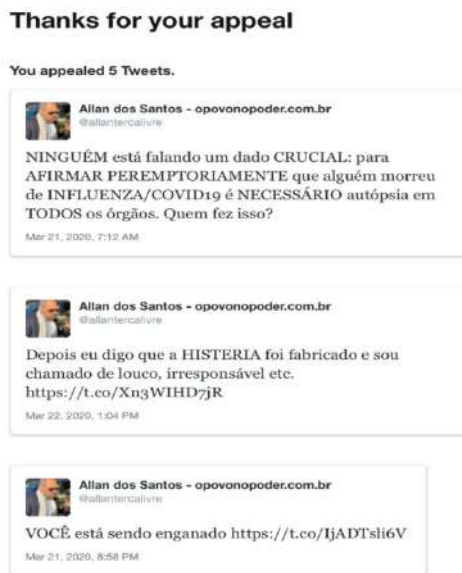 Thanks for your appeal
You appealed 5 Tweets.
Allan dos Santos - opovonopoder.com.br
@allantercalivre
NINGUÉM está falando um dado CRUCIAL: para
AFIRMAR PEREMPTORIAMENTE que alguém morreu
de INFLUENZA/COVID19 é NECESSÁRIO autópsia em
TODOS os órgãos. Quem fez isso?
Mar 21, 2020, 7:12 AM
Allan dos Santos - opovonopoder.com.br
@allantercalivre
Depois eu digo que a HISTERIA foi fabricado e sou
chamado de louco, irresponsável etc.
https://t.co/Xn3WIHD7jR
Mar 22, 2020, 1:04 PM
Allan dos Santos - opovonopoder.com.br
@allantercalivre
VOCÊ está sendo enganado https://t.co/IjADTsli6V
Mar 21, 2020, 8:58 PM